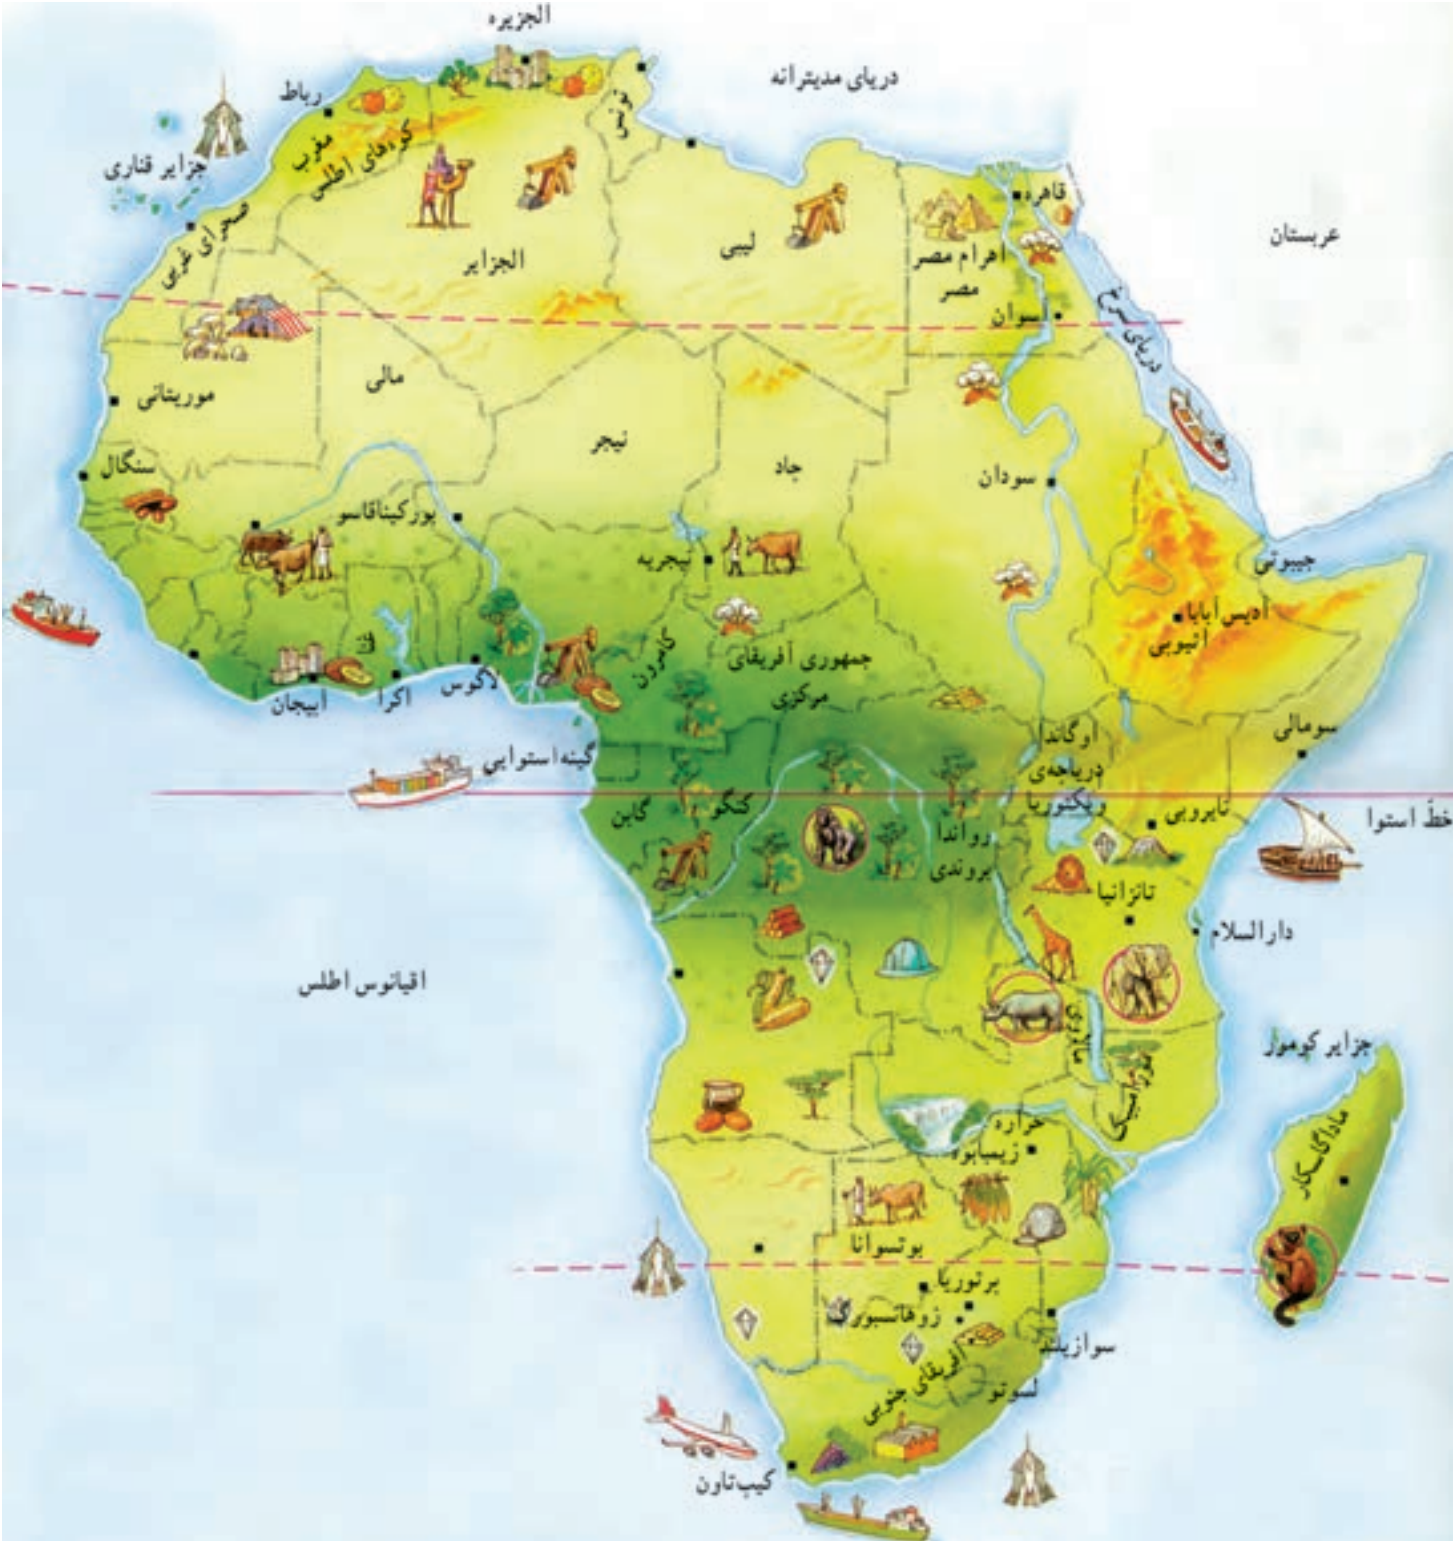 الجزیره
دریای مدیترانه
رباط
تونس
مغرب
کوه‌های اطلس
جزایر قناری
قاهره
عربستان
صحرای غربی
لیبی
الجزایر
اهرام مصر
مصر
اسوان
دریای سرخ
مالی
موریتانی
نیجر
چاد
سنگال
سودان
بورکینافاسو
نیجریه
جیبوتی
آدیس‌آبابا
اتیوپی
غنا
کامرون
جمهوری آفریقای
مرکزی
لاگوس
آکرا
آبیجان
سومالی
اوگاندا
گینه استوایی
دریاچه‌ی
ویکتوریا
نایروبی
خطّ استوا
گابن
کنگو
رواندا
بروندی
تانزانیا
دارالسلام
اقیانوس اطلس
مالاوی
جزایر کومور
موزامبیک
هراره
زیمبابوه
ماداگاسکار
بوتسوانا
پرتوریا
ژوهانسبورگ
سوازیلند
آفریقای جنوبی
لسوتو
کیپ‌تاون